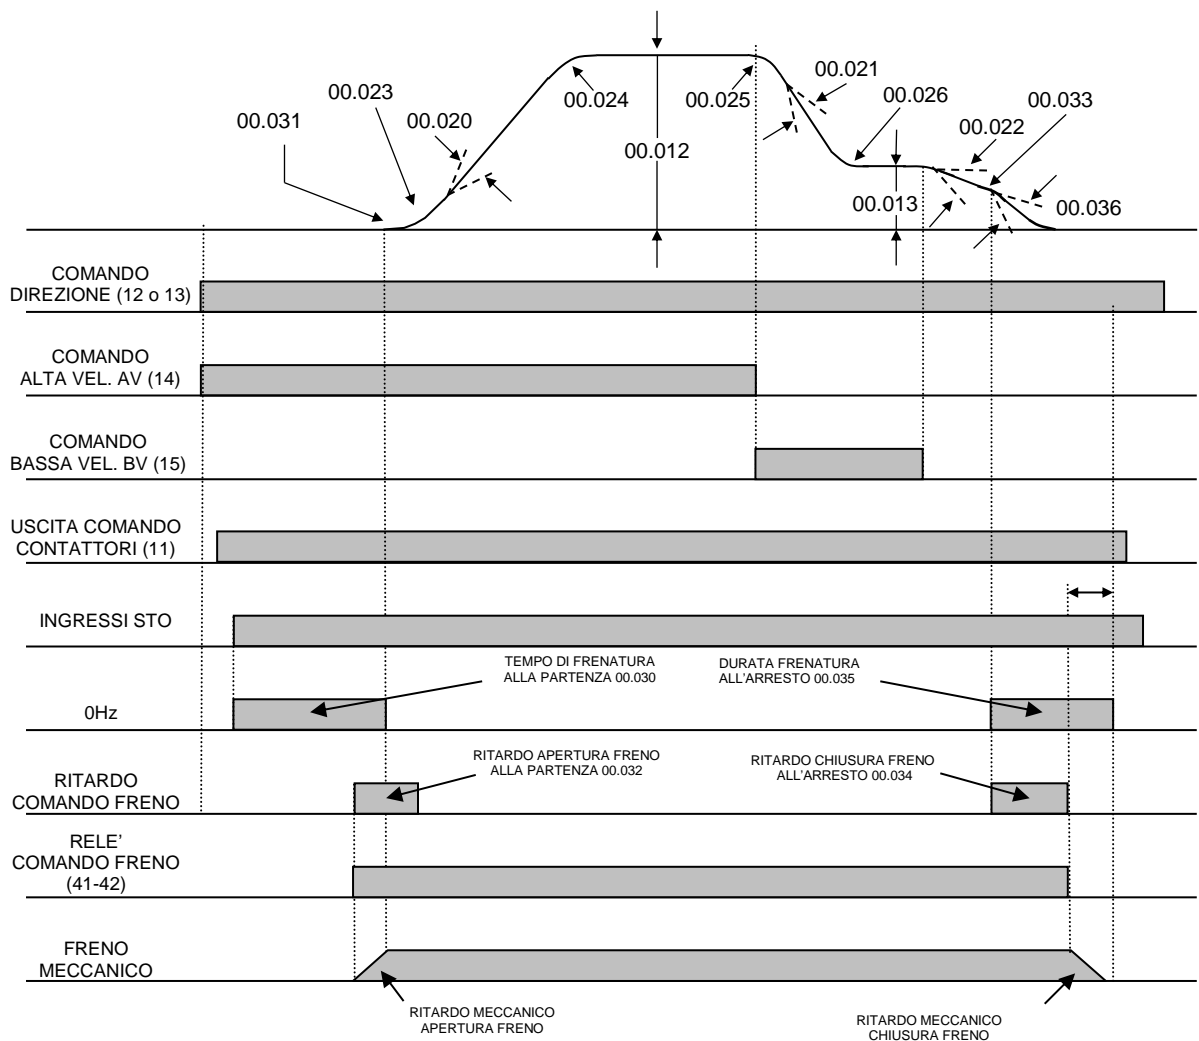 00.031
00.023
00.020
00.024
00.012
00.025
00.021
00.026
00.013
00.022
00.033
00.036
COMANDO
DIREZIONE (12 o 13)
COMANDO
ALTA VEL. AV (14)
COMANDO
BASSA VEL. BV (15)
USCITA COMANDO
CONTATTORI (11)
INGRESSI STO
TEMPO DI FRENATURA
ALLA PARTENZA 00.030
DURATA FRENATURA
ALL'ARRESTO 00.035
0Hz
RITARDO APERTURA FRENO
ALLA PARTENZA 00.032
RITARDO CHIUSURA FRENO
ALL'ARRESTO 00.034
RITARDO
COMANDO FRENO
RELE’
COMANDO FRENO
(41-42)
FRENO
MECCANICO
RITARDO MECCANICO
APERTURA FRENO
RITARDO MECCANICO
CHIUSURA FRENO